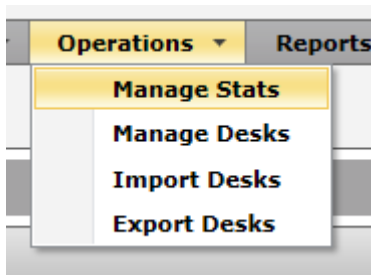 Operations Reports
Manage Stats
Manage Desks
Import Desks
Export Desks